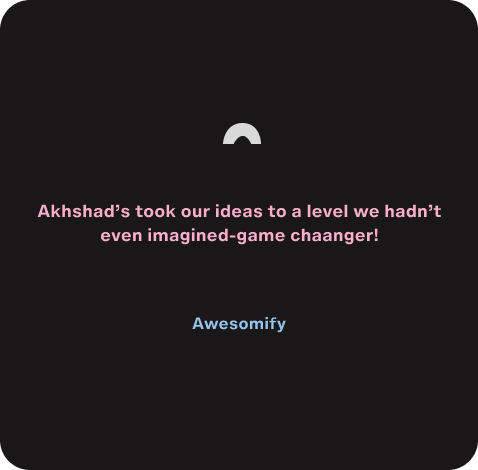 Akhshad’s took our ideas to a level we hadn’t
even imagined-game chaanger!
Awesomify